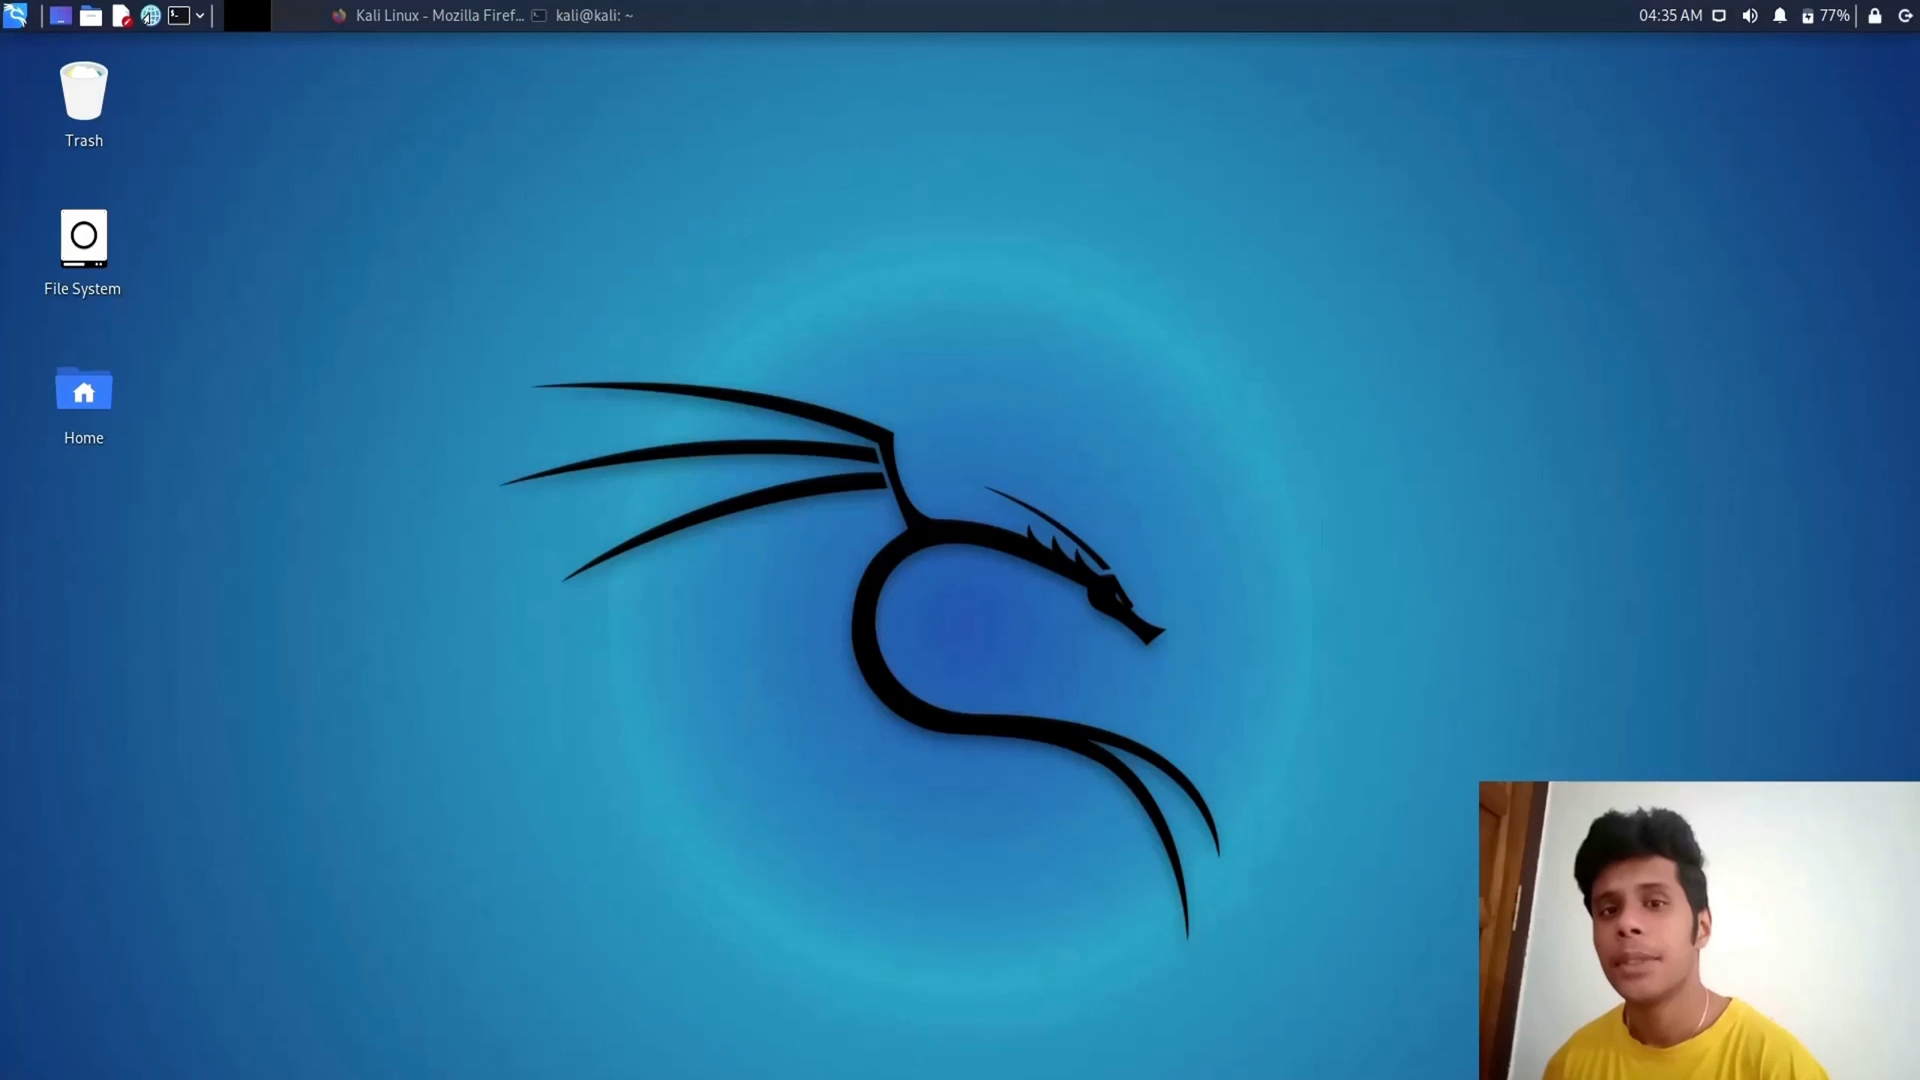 Kali Linux - Mozilla Firef...
kali@kali: ~
04:35 AM
77%
Trash
File System
Home